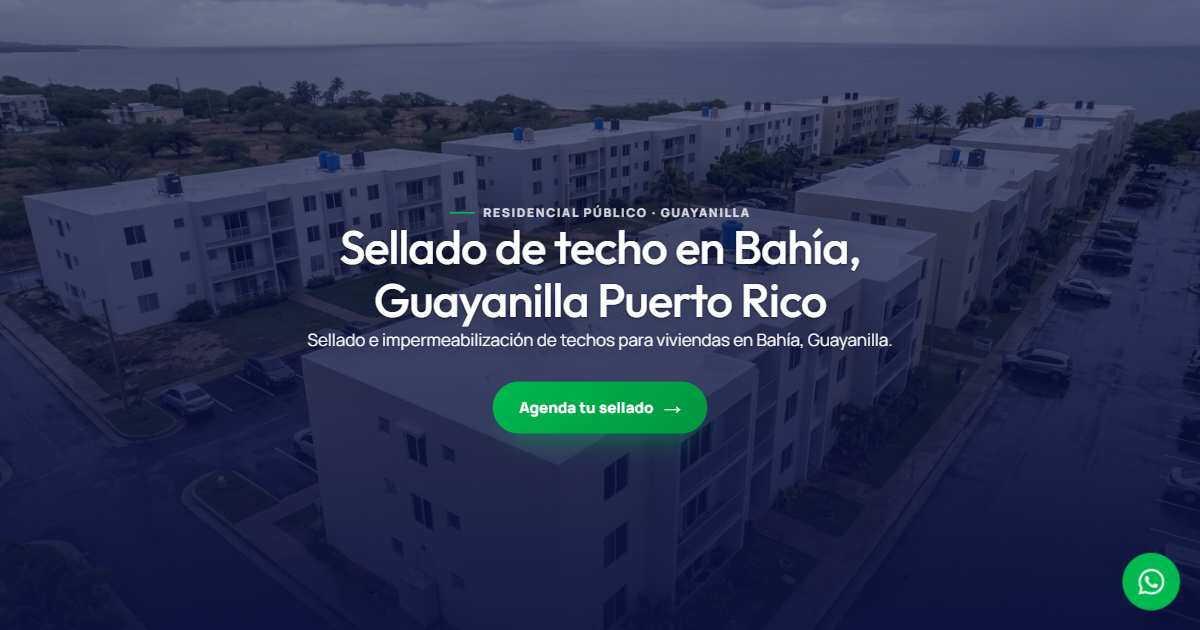 RESIDENCIAL PÚBLICO · GUAYANILLA
Sellado de techo en Bahía,
Guayanilla Puerto Rico
Sellado e impermeabilización de techos para viviendas en Bahía, Guayanilla.
Agenda tu sellado →